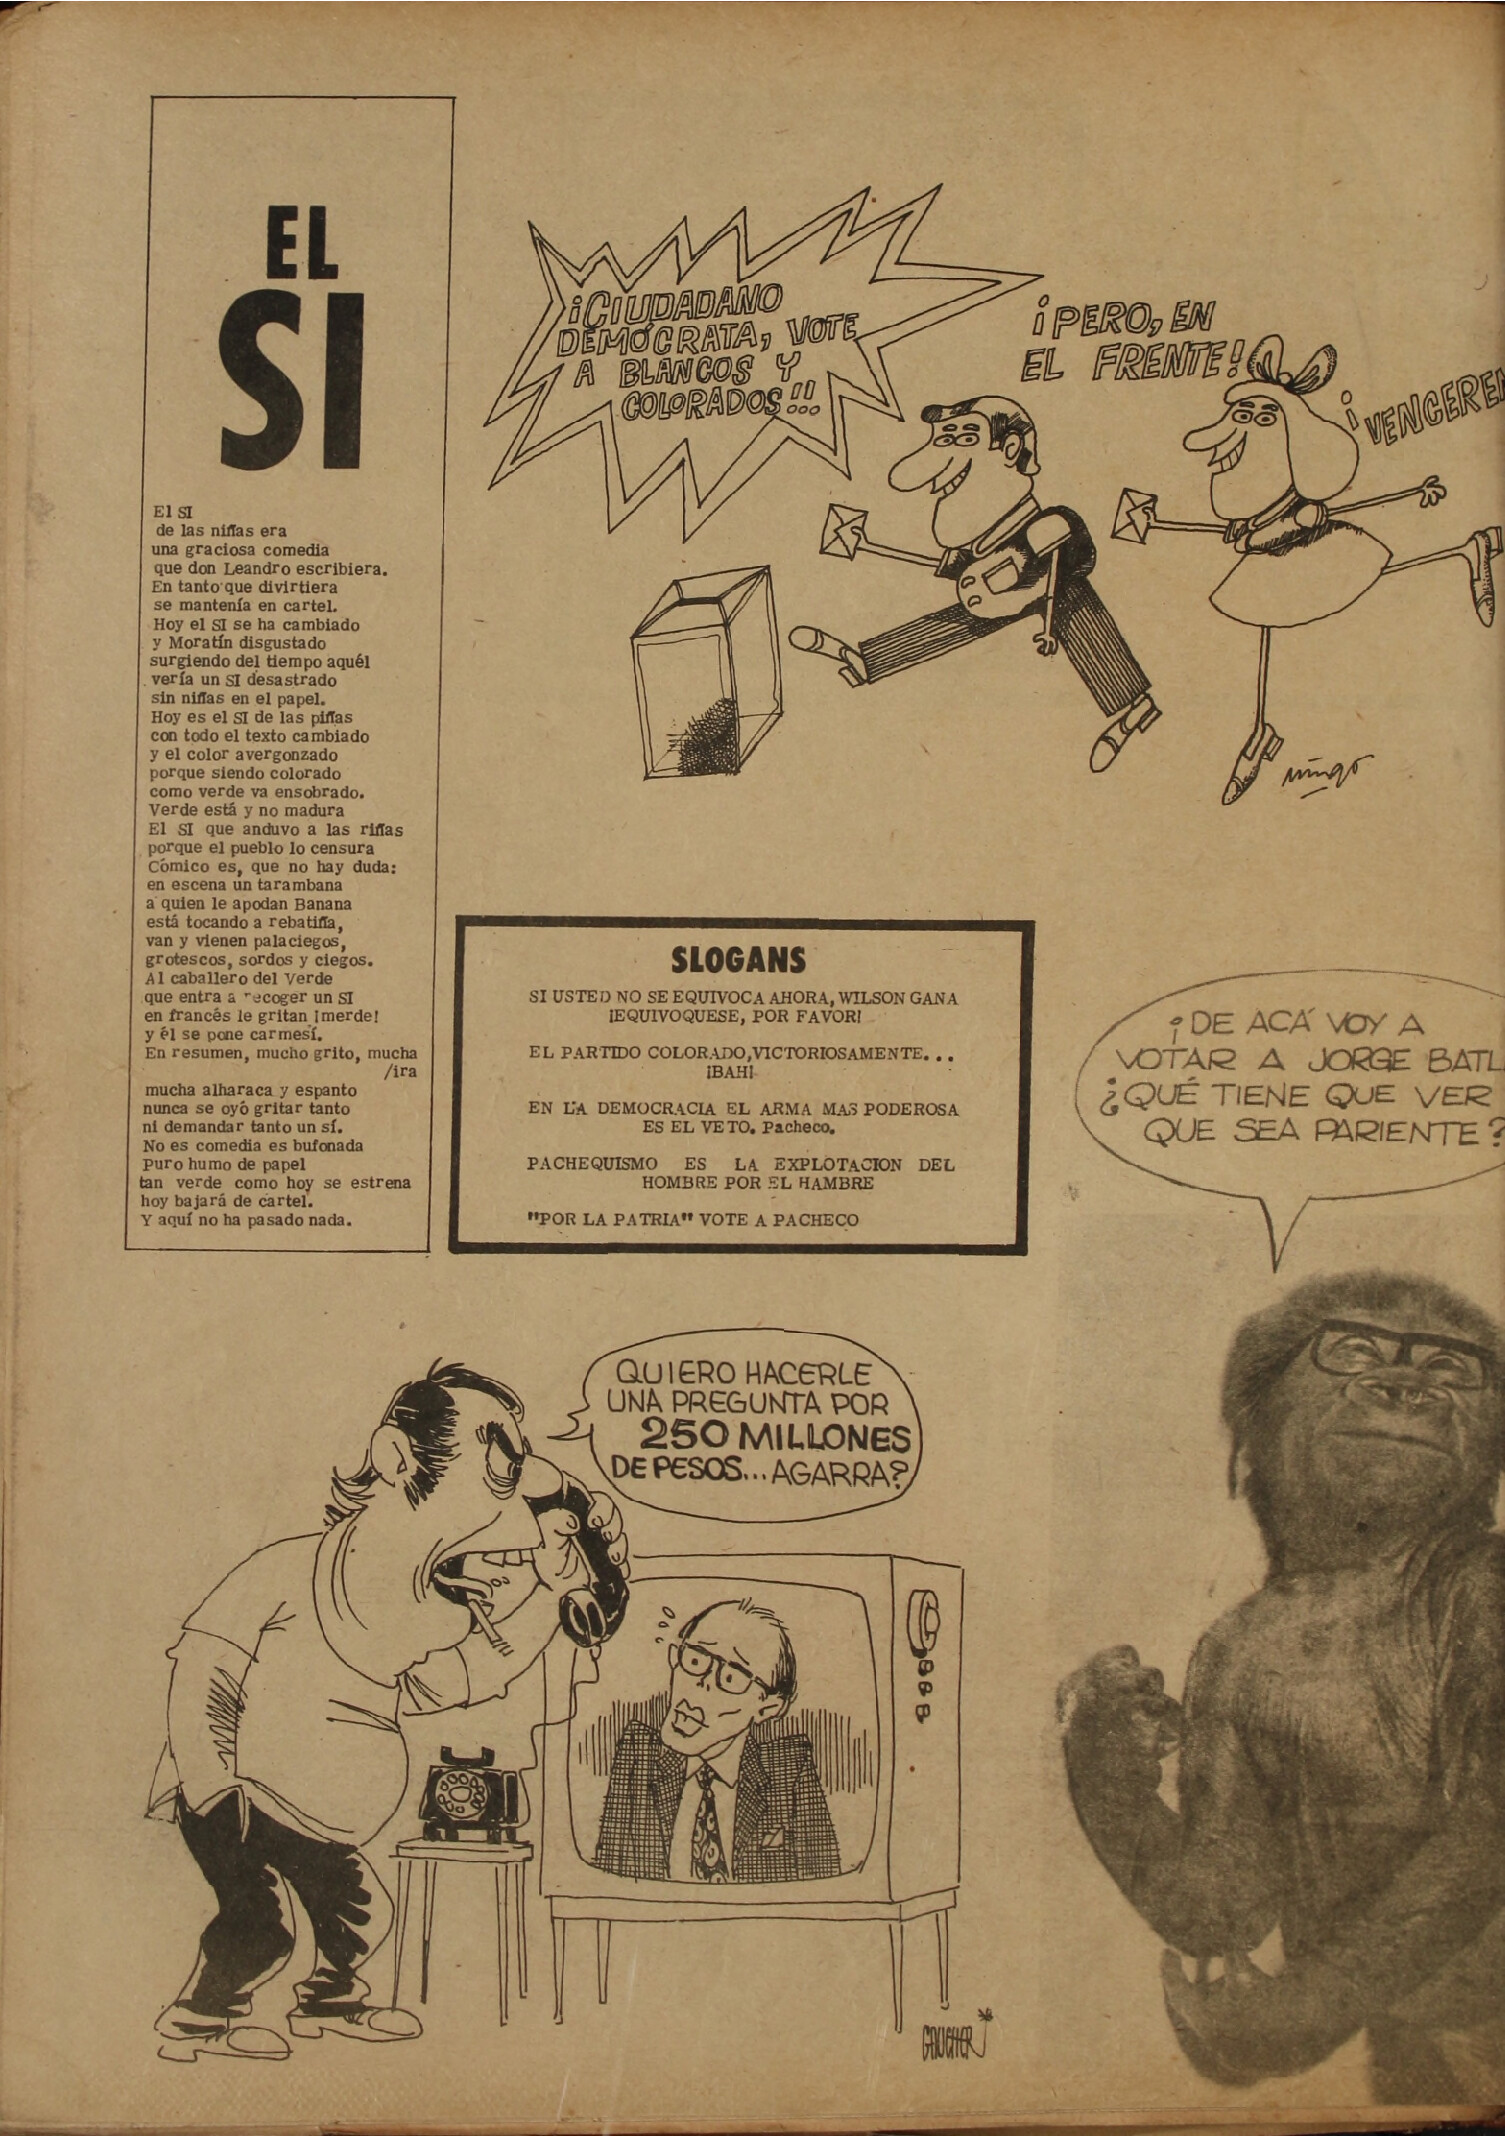 EL
SI
El SI
de las niñas era
una graciosa comedia
que don Leandro escribiera.
En tanto que divirtiera
se mantenía en cartel.
Hoy el SI se ha cambiado
y Moratín disgustado
surgiendo del tiempo aquél
vería un SI desastrado
sin niñas en el papel.
Hoy es el SI de las piñas
con todo el texto cambiado
y el color avergonzado
porque siendo colorado
como verde va ensobrado.
Verde está y no madura
El SI que anduvo a las riñas
porque el pueblo lo censura
Cómico es, que no hay duda:
en escena un tarambana
a quien le apodan Banana
está tocando a rebatiña,
van y vienen palaciegos,
grotescos, sordos y ciegos.
Al caballero del Verde
que entra a recoger un SI
en francés le gritan ¡merde!
y él se pone carmesí.
En resumen, mucho grito, mucha
/ira
mucha alharaca y espanto
nunca se oyó gritar tanto
ni demandar tanto un sí.
No es comedia es bufonada
Puro humo de papel
tan verde como hoy se estrena
hoy bajará de cartel.
Y aquí no ha pasado nada.
¡CIUDADANO
DEMÓCRATA, VOTE
A BLANCOS Y
COLORADOS!!!
¡PERO, EN
EL FRENTE!
¡VENCERE
SLOGANS
SI USTED NO SE EQUIVOCA AHORA, WILSON GANA
¡EQUIVOQUESE, POR FAVOR!
EL PARTIDO COLORADO, VICTORIOSAMENTE...
¡BAH!
EN LA DEMOCRACIA EL ARMA MAS PODEROSA
ES EL VETO. Pacheco.
PACHEQUISMO ES LA EXPLOTACION DEL
HOMBRE POR EL HAMBRE
"POR LA PATRIA" VOTE A PACHECO
¡DE ACÁ VOY A
VOTAR A JORGE BATL
¿QUÉ TIENE QUE VER
QUE SEA PARIENTE?
QUIERO HACERLE
UNA PREGUNTA POR
250 MILLONES
DE PESOS... AGARRA?
GAUCHER